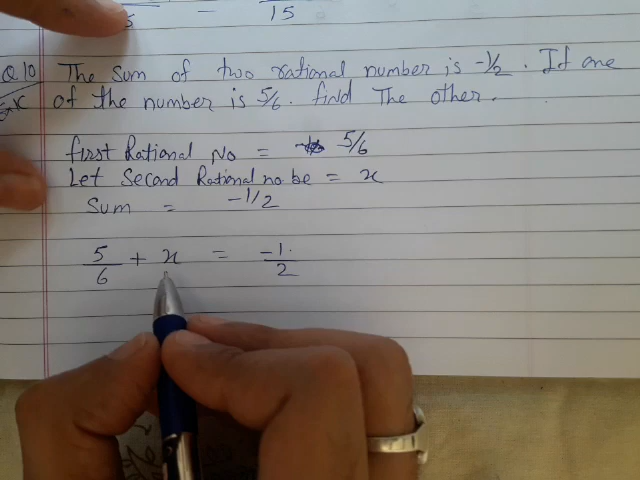 5 - 15
Q10 The Sum of two rational number is -1/2. If one
Ex of the number is 5/6. find The other.
first Rational No = 5/6
Let Second Rational no be = x
Sum = -1/2
5/6 + x = -1/2